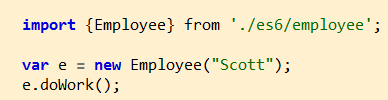 import {Employee} from './es6/employee';
var e = new Employee("Scott");
e.doWork();